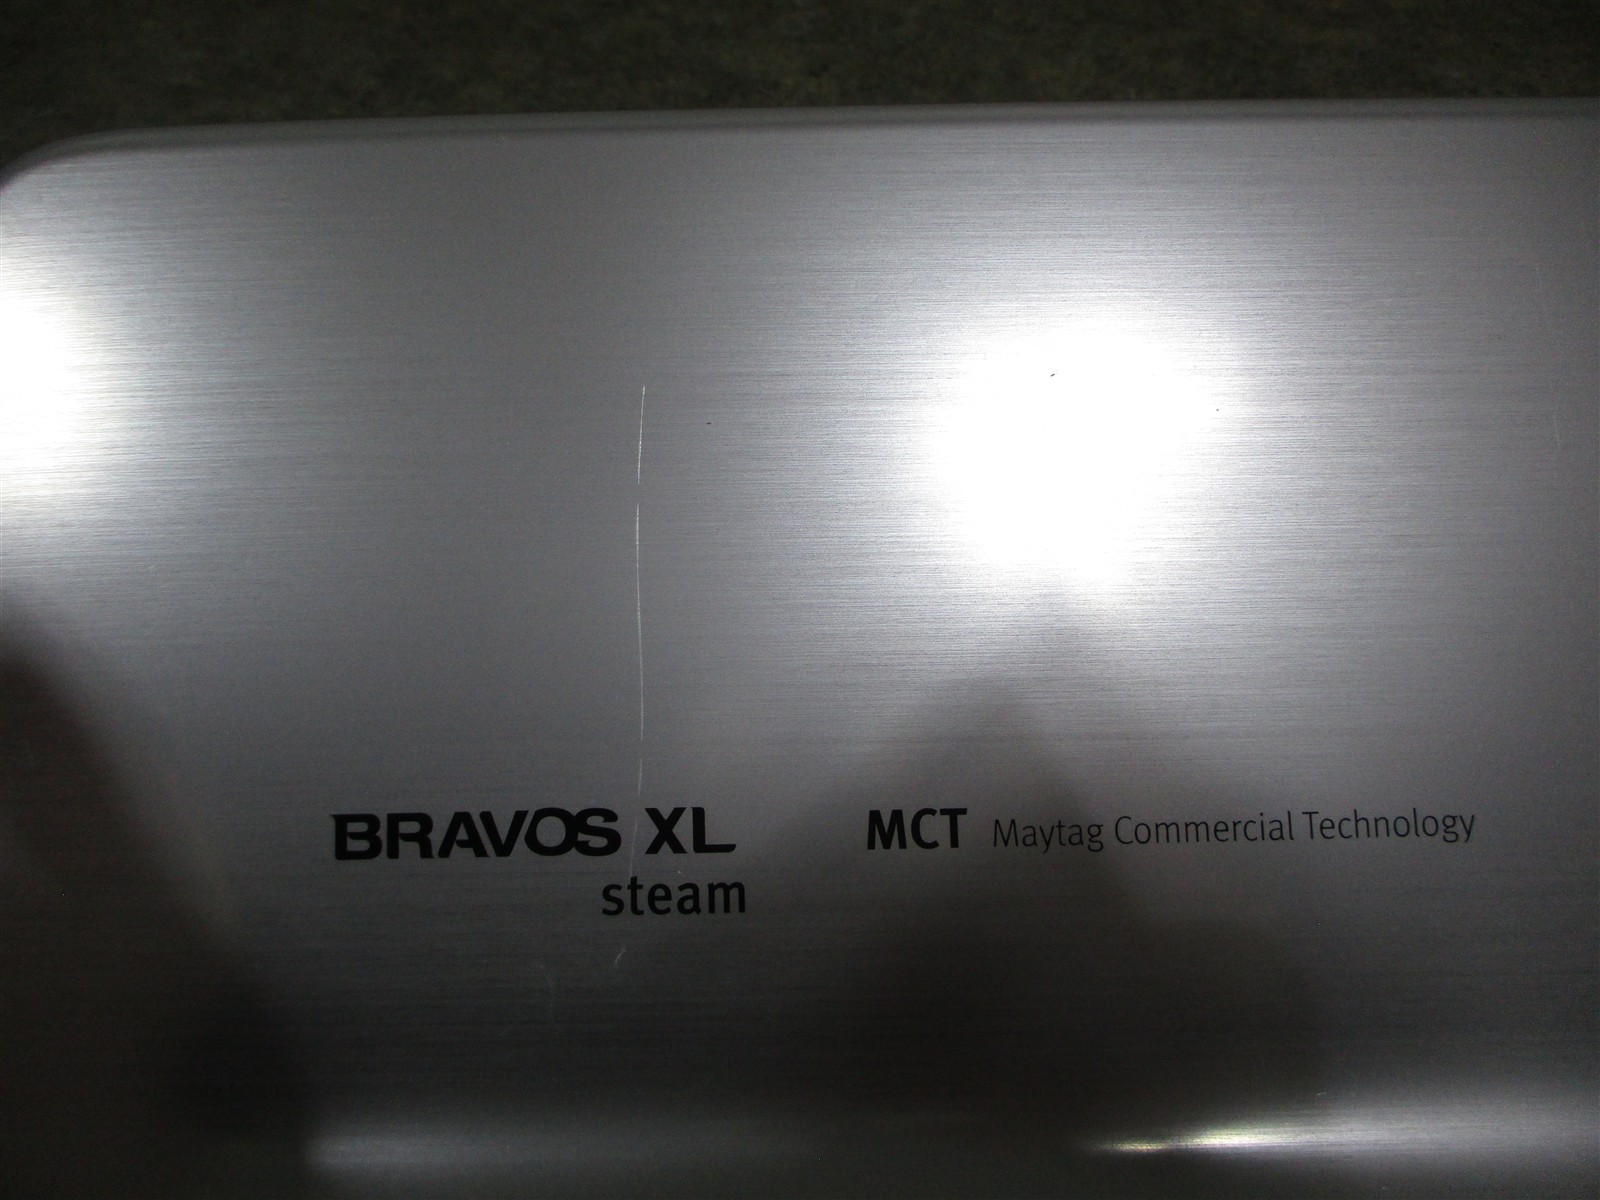 BRAVOS XL
steam
MCT Maytag Commercial Technology